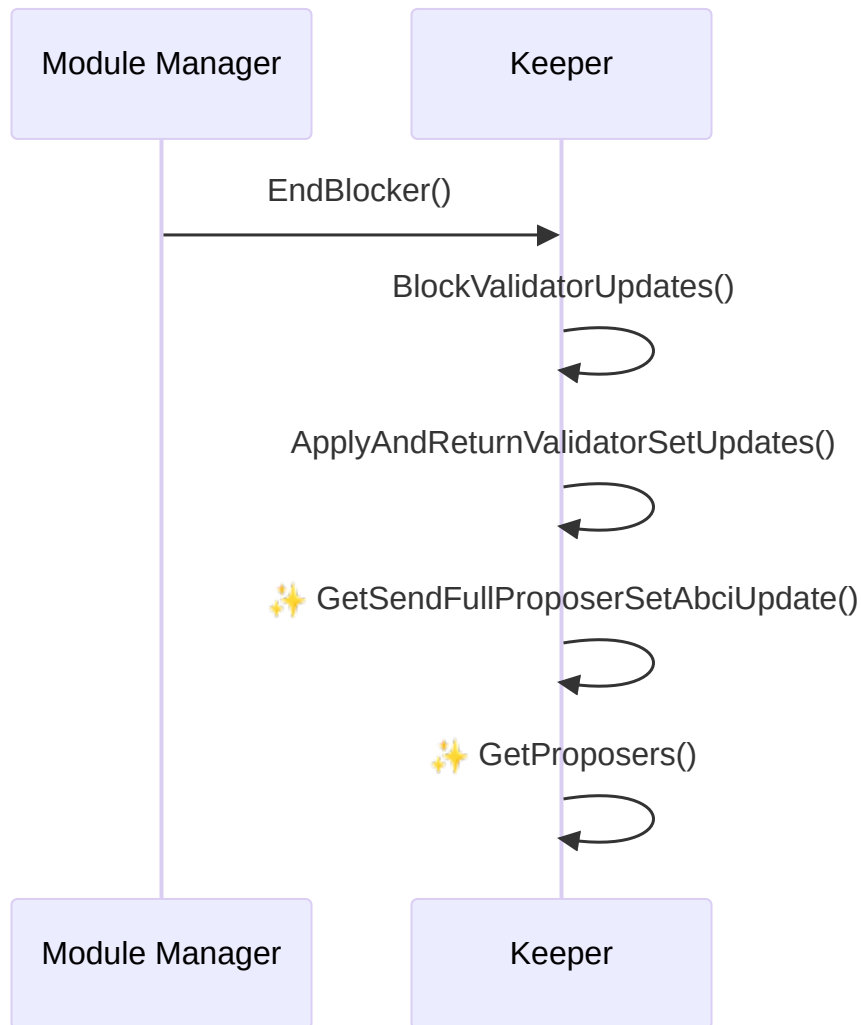 Module Manager
Keeper
EndBlocker()
BlockValidatorUpdates()
ApplyAndReturnValidatorSetUpdates()
✨ GetSendFullProposerSetAbciUpdate()
✨ GetProposers()
Module Manager
Keeper